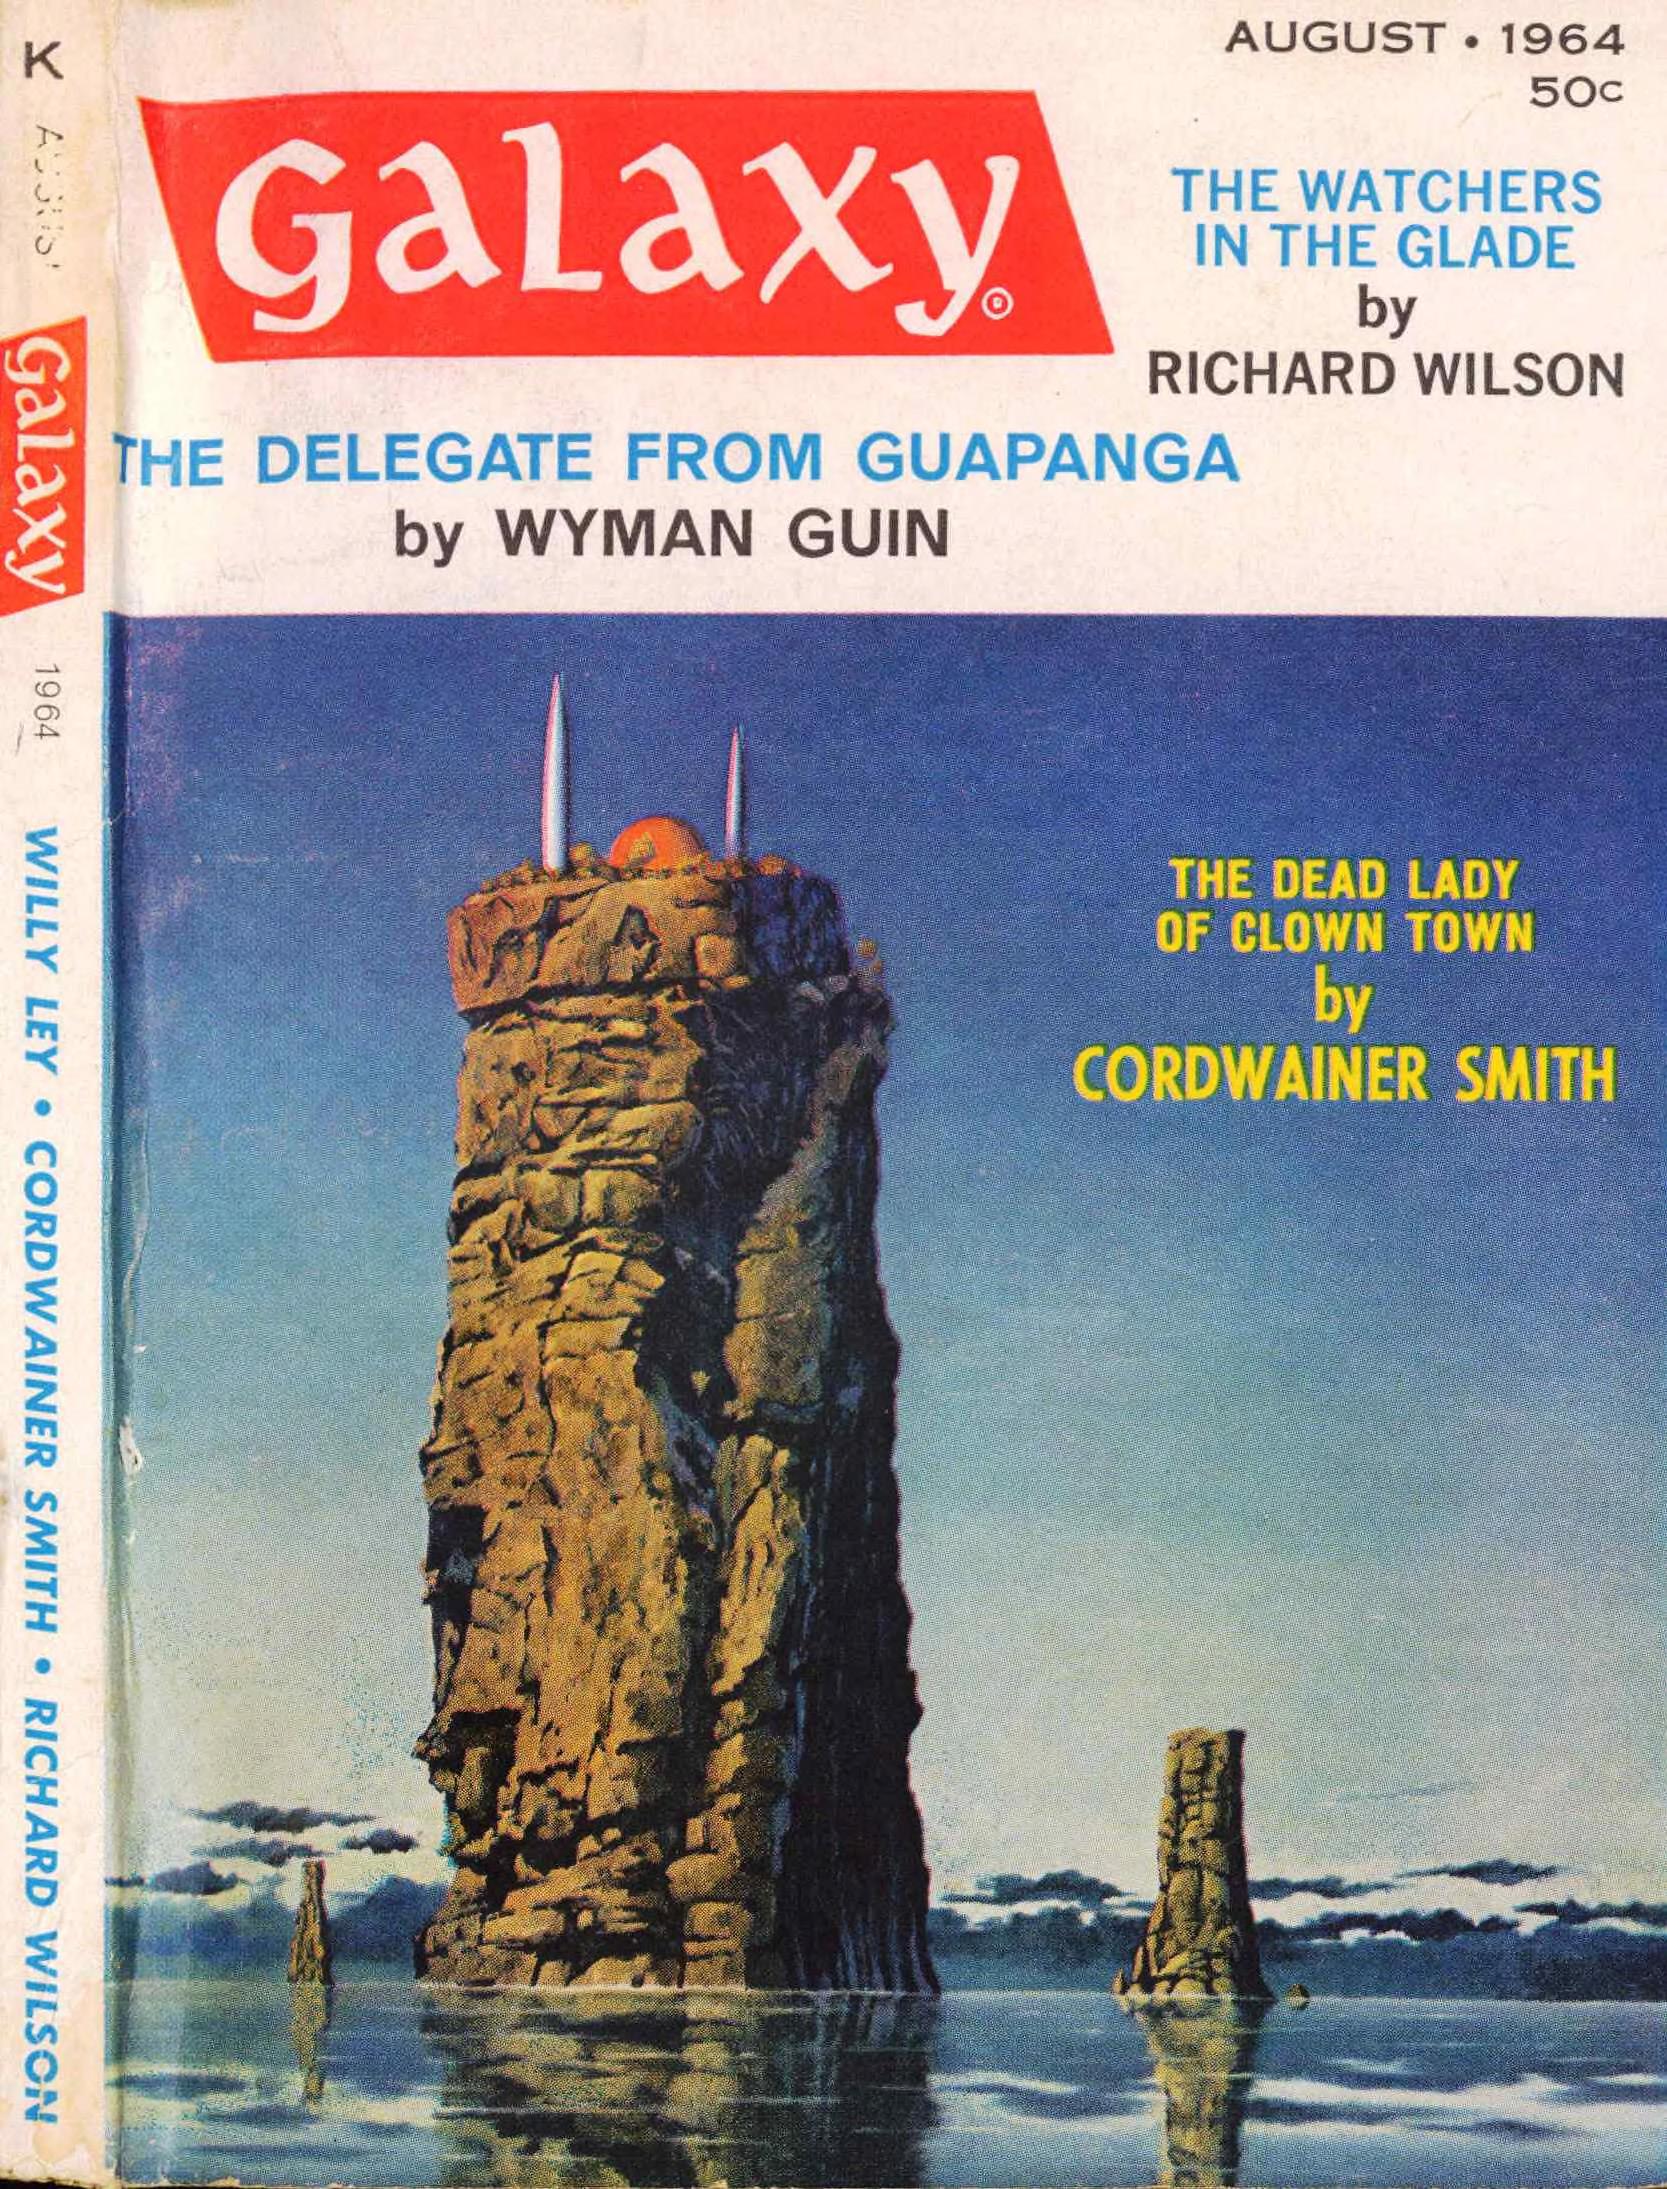 K
AUGUST
Galaxy
1964
WILLY LEY • CORDWAINER SMITH • RICHARD WILSON
AUGUST • 1964
50c
Galaxy®
THE WATCHERS
IN THE GLADE
by
RICHARD WILSON
THE DELEGATE FROM GUAPANGA
by WYMAN GUIN
THE DEAD LADY
OF CLOWN TOWN
by
CORDWAINER SMITH